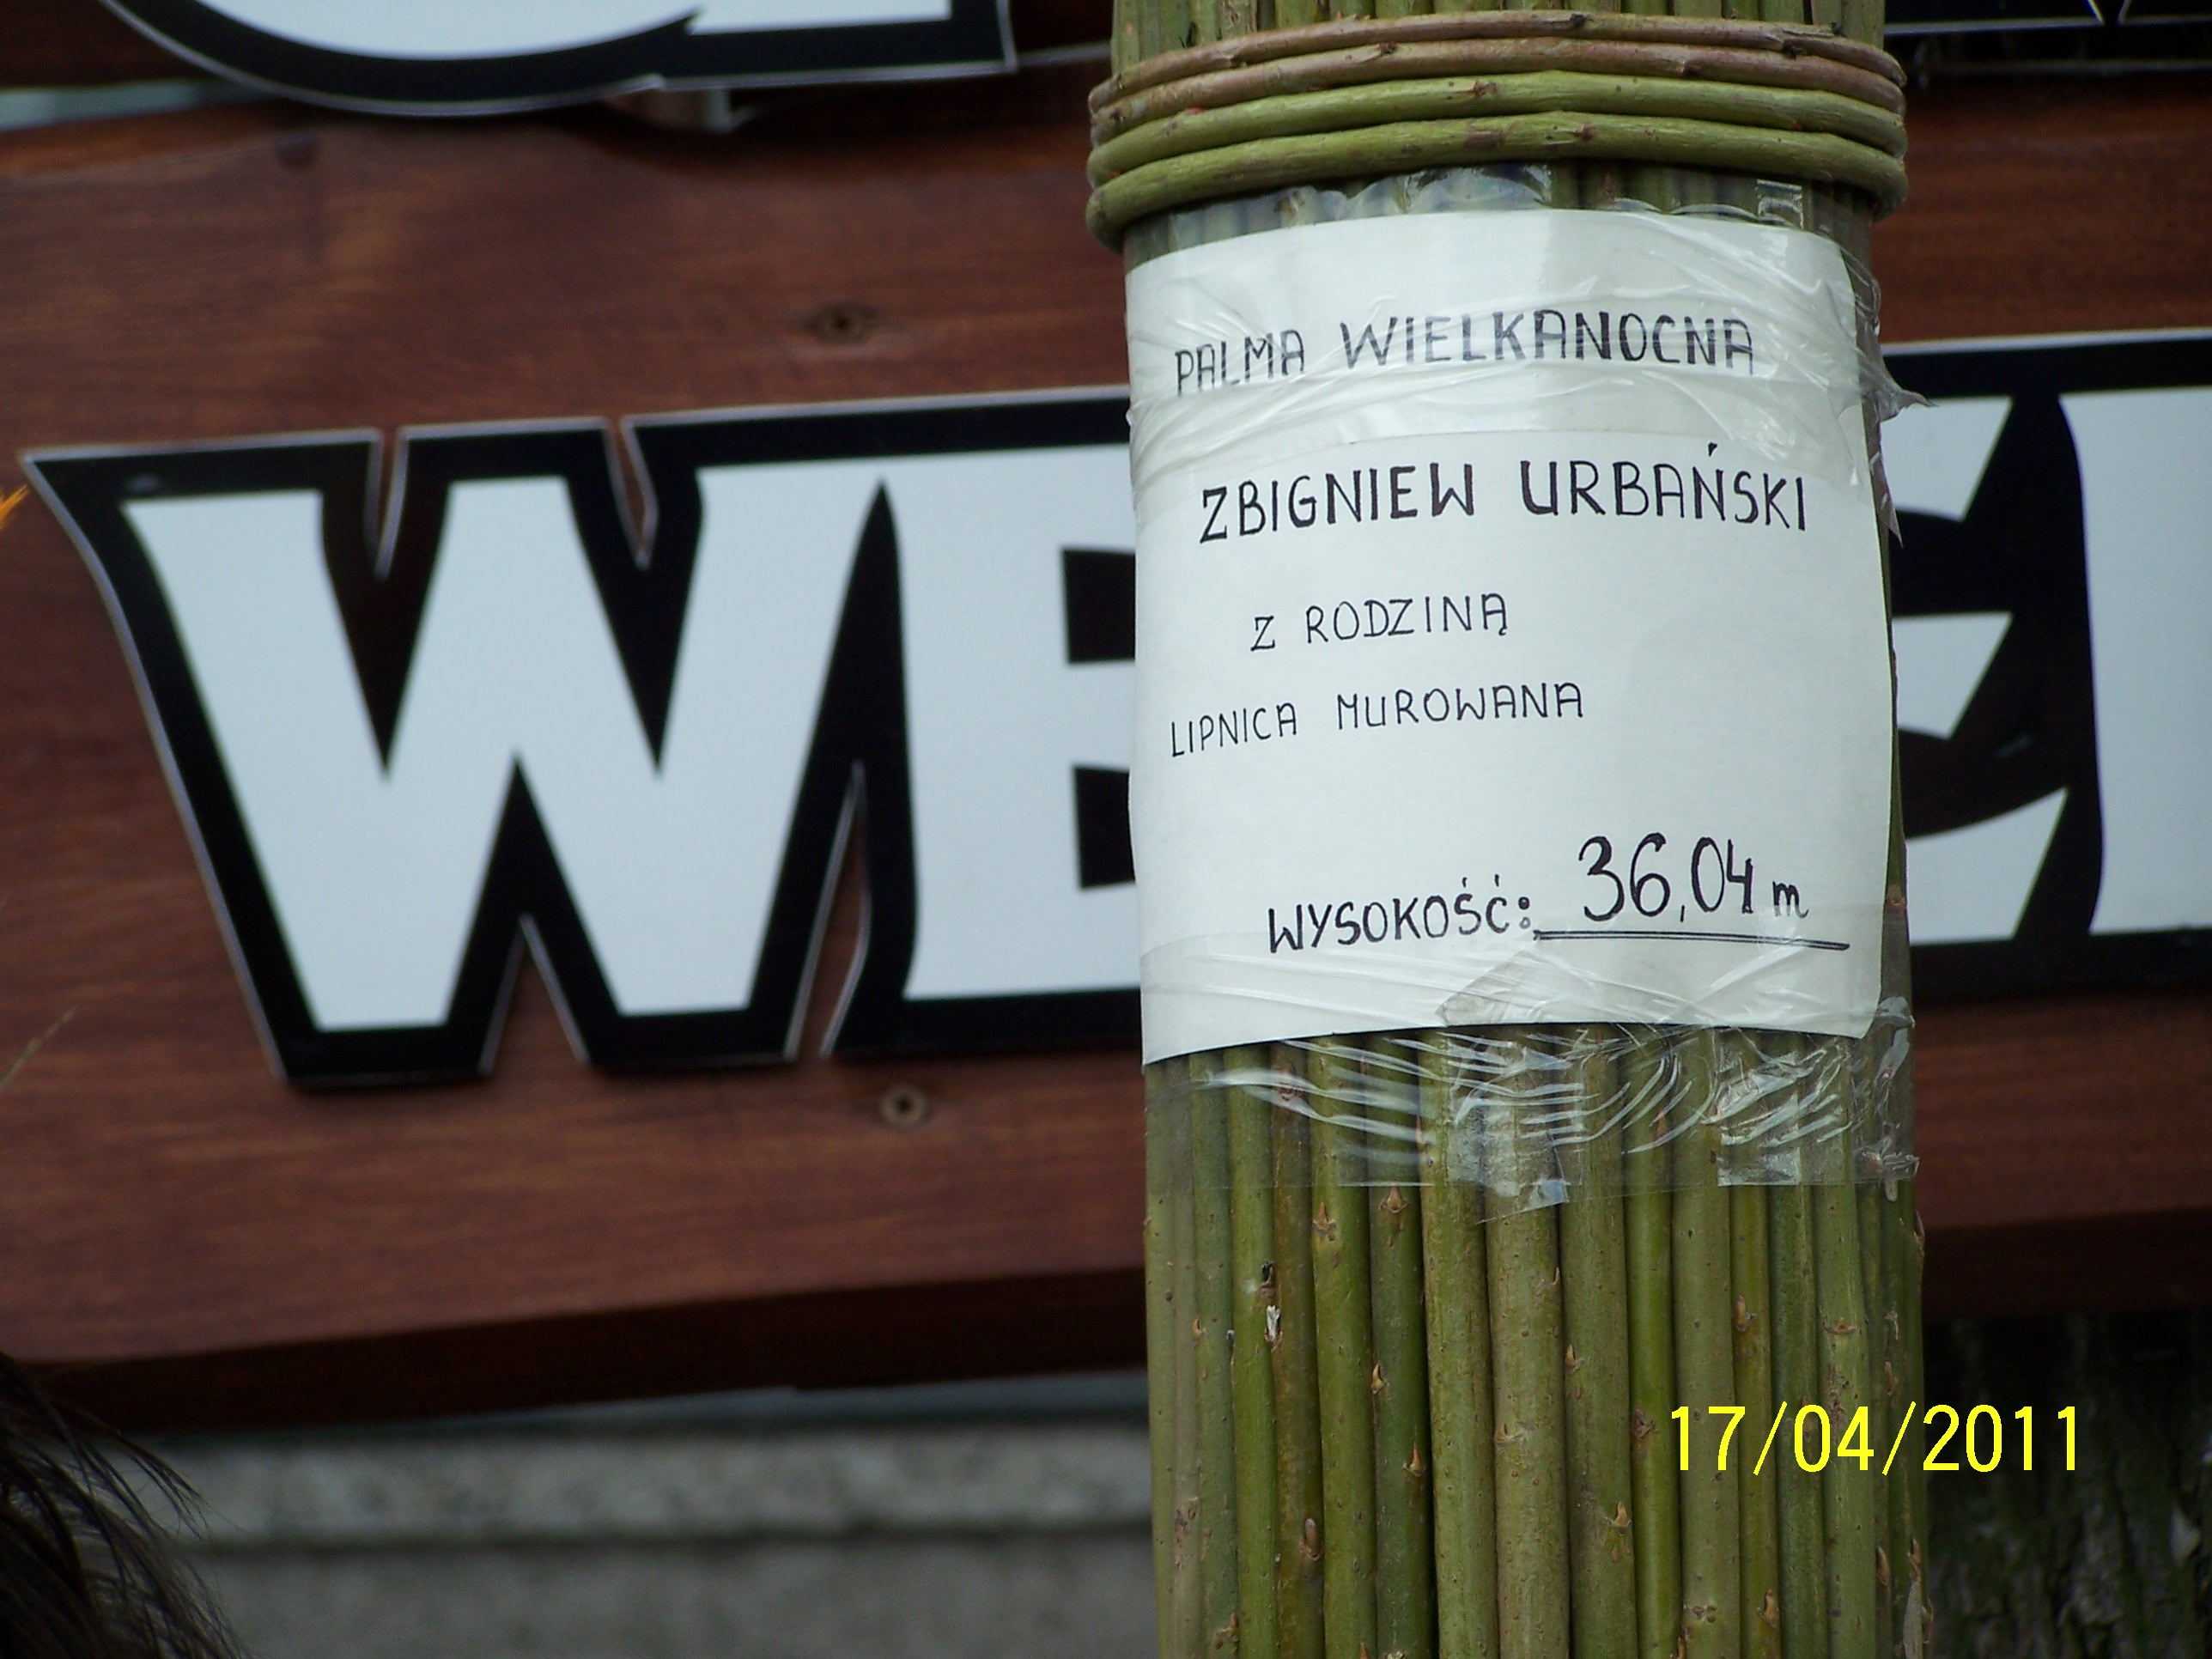 PALMA WIELKANOCNA
ZBIGNIEW URBAŃSKI
Z RODZINĄ
LIPNICA MUROWANA
WYSOKOŚĆ: 36,04 m
17/04/2011